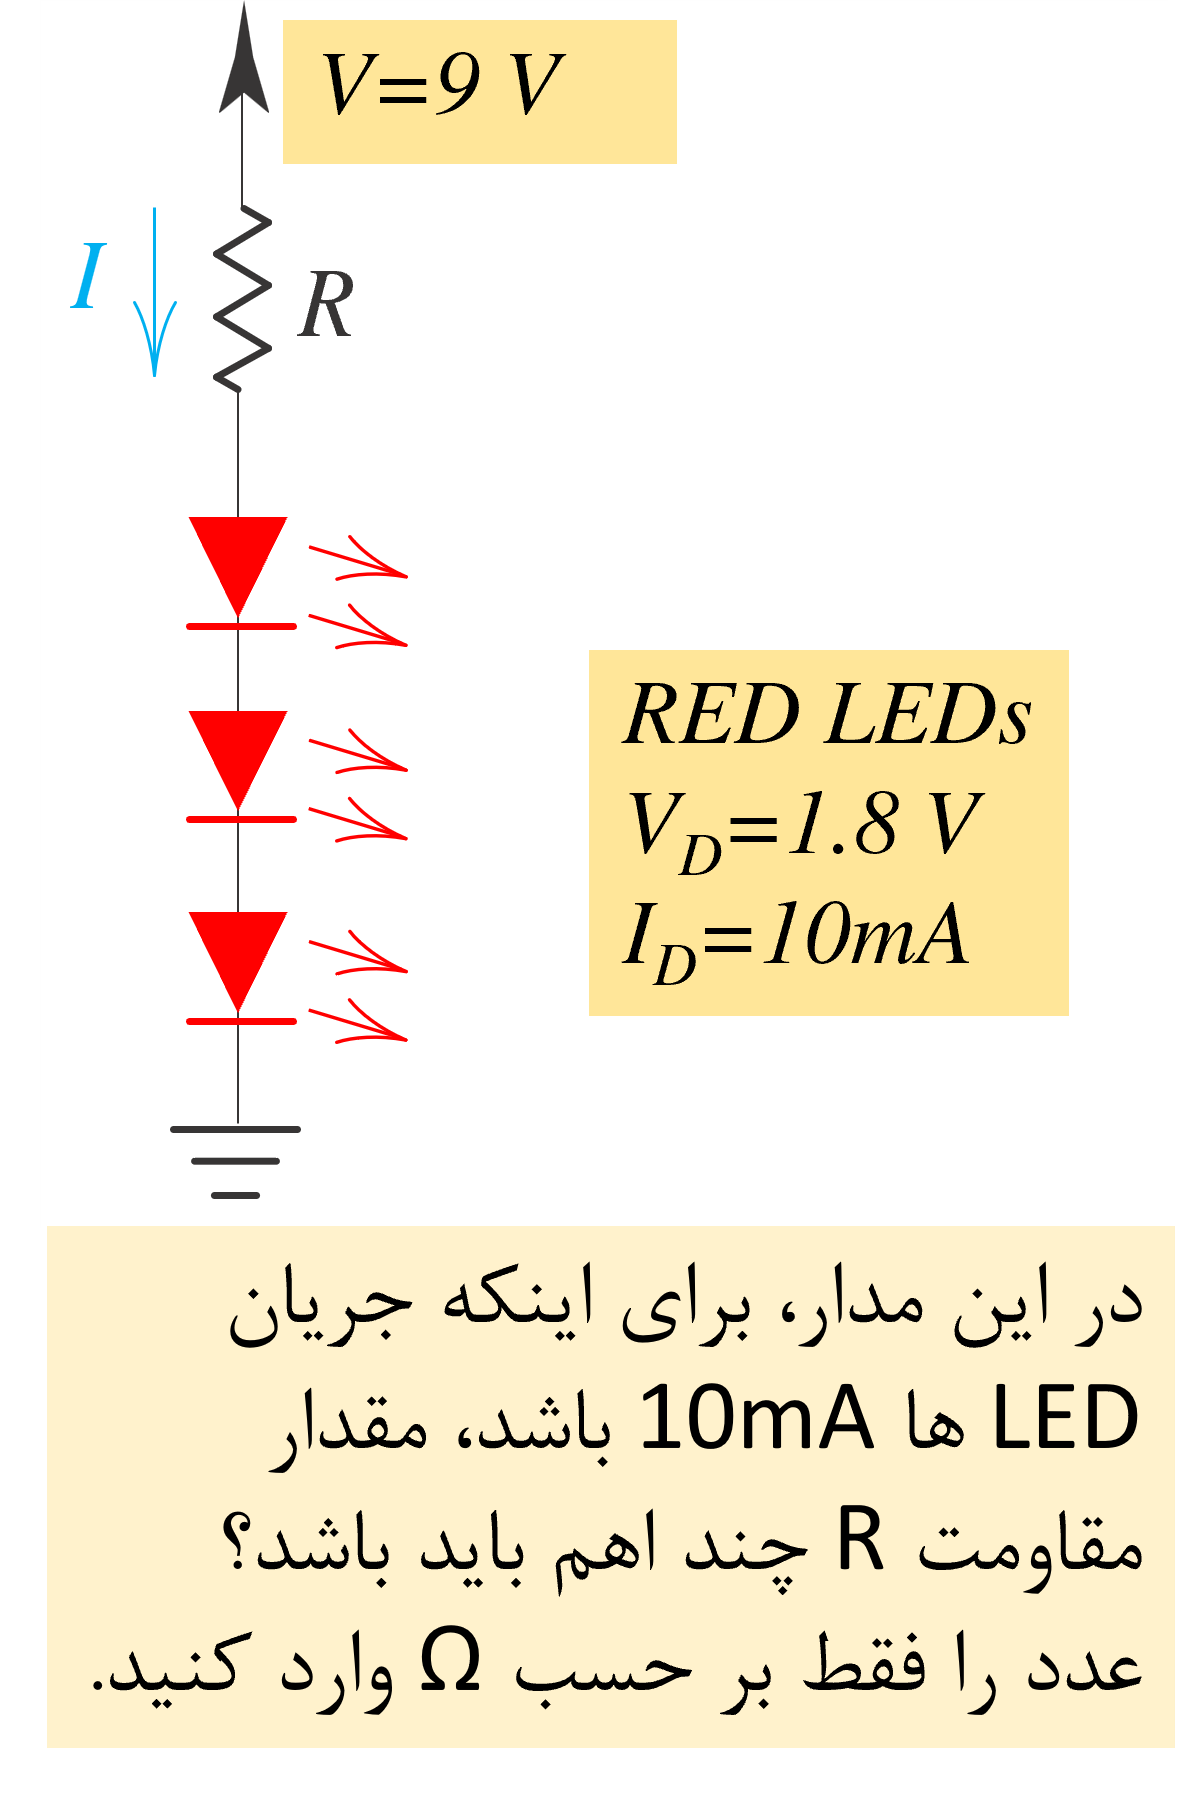 V=9 V
I
R
RED LEDs
V_D=1.8 V
I_D=10mA
در این مدار، برای اینکه جریان
LED ها 10mA باشد، مقدار
مقاومت R چند اهم باید باشد؟
عدد را فقط بر حسب Ω وارد کنید.